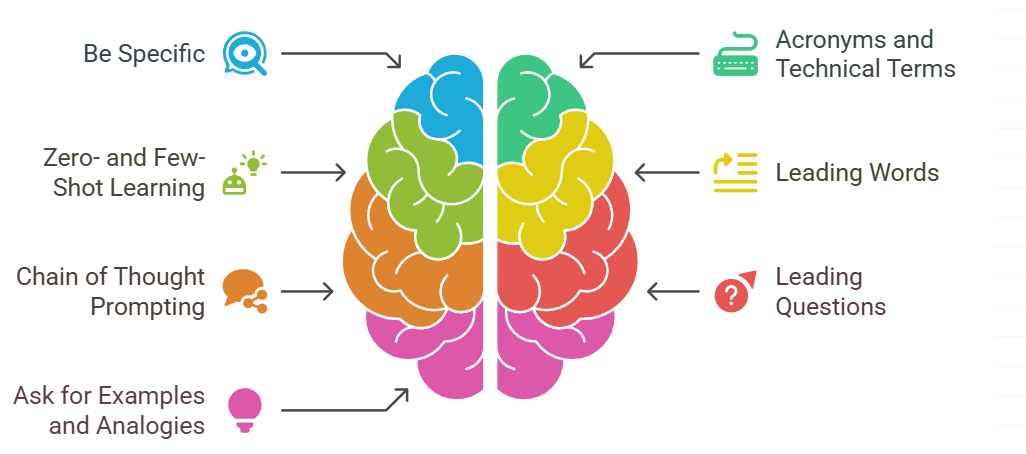 Be Specific
Zero- and Few-
Shot Learning
Chain of Thought
Prompting
Ask for Examples
and Analogies
Acronyms and
Technical Terms
Leading Words
Leading
Questions
?